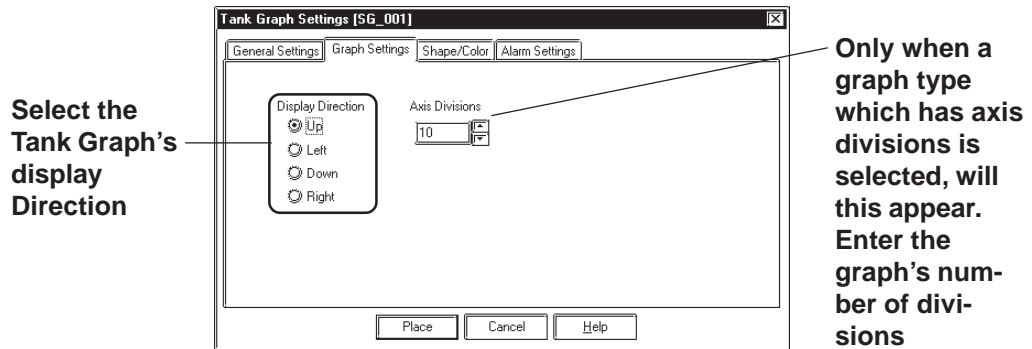 Tank Graph Settings [SG_001]
General Settings Graph Settings Shape/Color Alarm Settings
Select the
Tank Graph’s
display
Direction
Display Direction
Up
Left
Down
Right
Axis Divisions
10
Only when a
graph type
which has axis
divisions is
selected, will
this appear.
Enter the
graph’s num-
ber of divi-
sions
Place Cancel Help